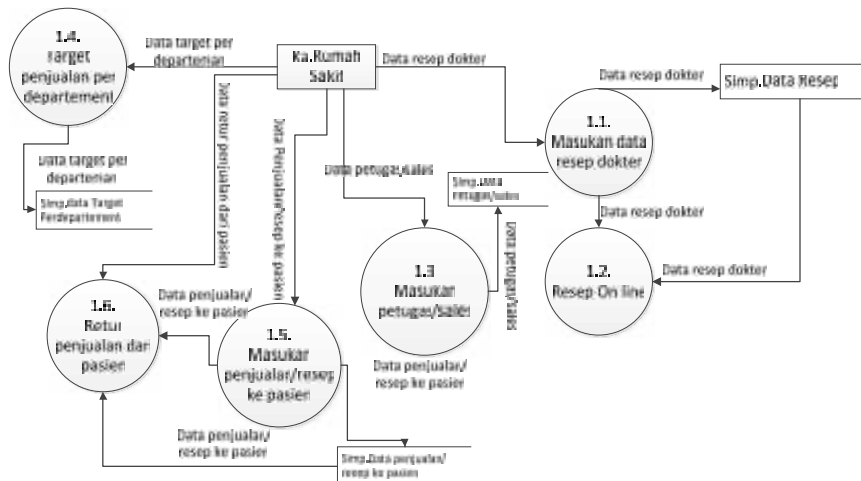 1.4.
Target
penjualan per
departement
Data target per
departemen
Ka.Rumah
Sakit
Data resep dokter
Data resep dokter
Simp.Data Resep
1.1.
Masukan data
resep dokter
Data target per
departemen
Simp.data Target
Perdepartement
Data retur
penjualan dari pasien
Data Penjualan/resep
ke pasien
Data petugas/sales
Simp.data
Petugas/sales
Data petugas/sales
Data resep dokter
1.2.
Resep On line
Data resep dokter
1.3
Masukan
petugas/sales
1.6.
Retur
penjualan dari
pasien
Data penjualan/
resep ke pasien
1.5.
Masukan
penjualan/resep
ke pasien
Data penjualan/
resep ke pasien
Data penjualan/
resep ke pasien
Simp.Data penjualan/
resep ke pasien